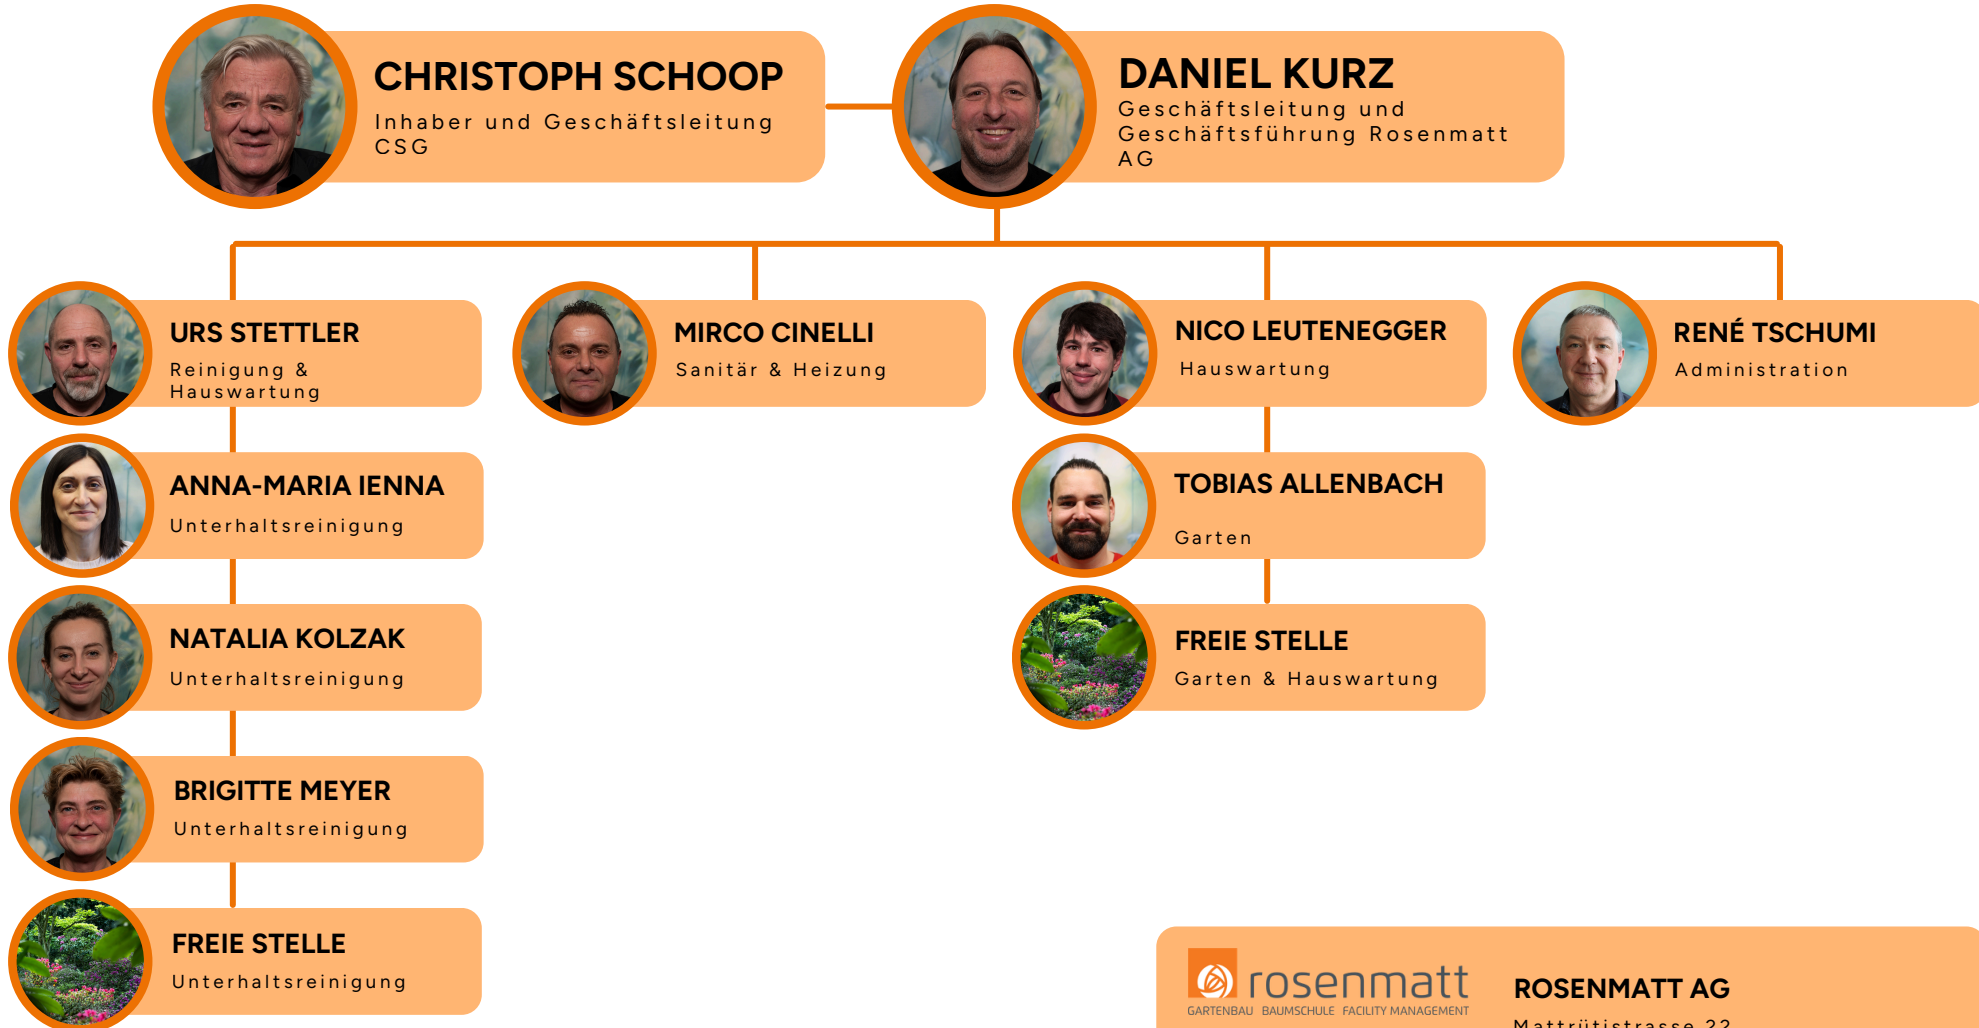 CHRISTOPH SCHOOP
Inhaber und Geschäftsleitung
CSG
DANIEL KURZ
Geschäftsleitung und
Geschäftsführung Rosenmatt
AG
URS STETTLER
Reinigung &
Hauswartung
MIRCO CINELLI
Sanitär & Heizung
NICO LEUTENEGGER
Hauswartung
RENÉ TSCHUMI
Administration
ANNA-MARIA IENNA
Unterhaltsreinigung
TOBIAS ALLENBACH
Garten
NATALIA KOLZAK
Unterhaltsreinigung
FREIE STELLE
Garten & Hauswartung
BRIGITTE MEYER
Unterhaltsreinigung
FREIE STELLE
Unterhaltsreinigung
rosenmatt
GARTENBAU BAUMSCHULE FACILITY MANAGEMENT
ROSENMATT AG
Mattrütistrasse 22